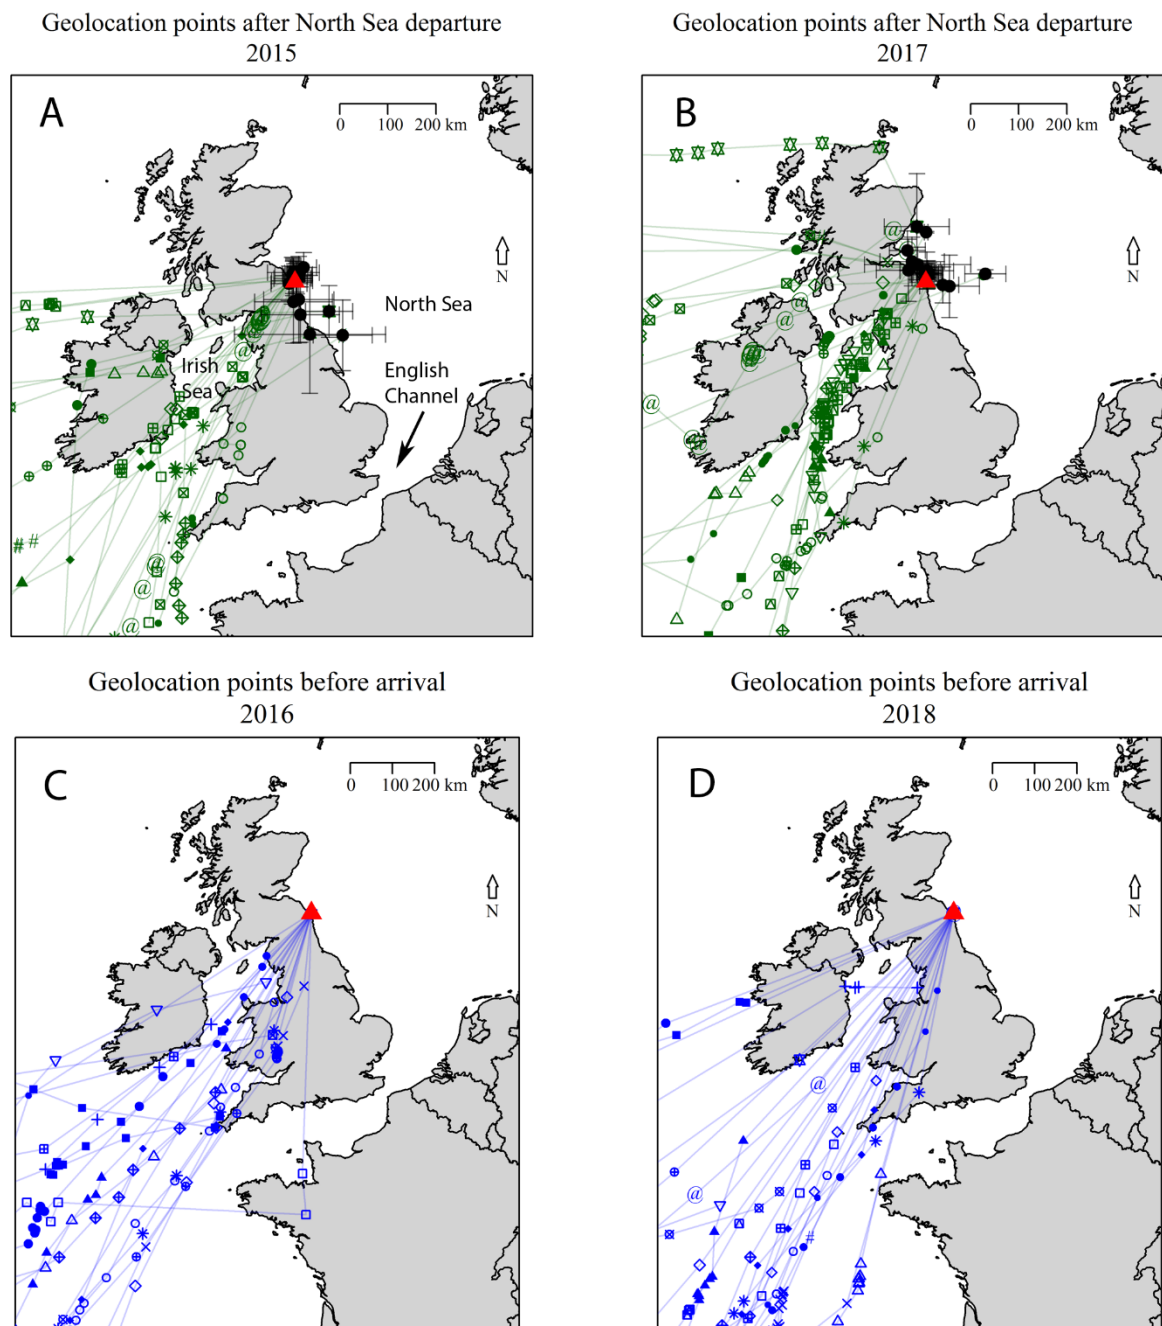 Geolocation points after North Sea departure
2015
A
0 100 200 km
N
North Sea
Irish
Sea
English
Channel
@
@
@
@
@
# #
Geolocation points after North Sea departure
2017
B
0 100 200 km
N
@
@
@
@
@
@
Geolocation points before arrival
2016
C
0 100 200 km
N
Geolocation points before arrival
2018
D
0 100 200 km
N
@
@
#